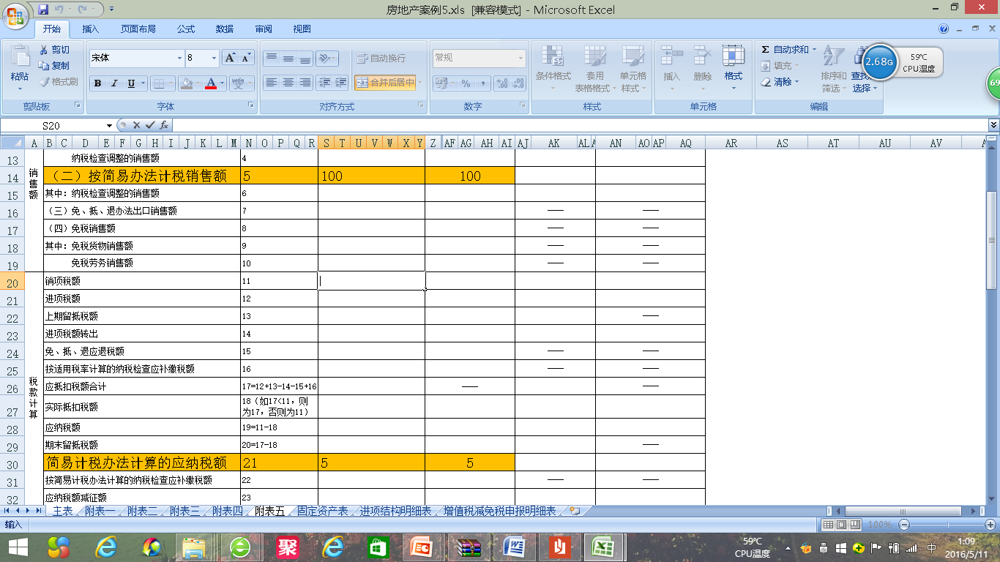 房地产案例5.xls [兼容模式] - Microsoft Excel
开始 插入 页面布局 公式 数据 审阅 视图
剪切 复制 格式刷 粘贴 剪贴板
宋体 8 B I U A A A wén 字体
自动换行 合并后居中 对齐方式
常规 % , 数字
条件格式 套用表格格式 单元格样式 样式
插入 删除 格式 单元格
Σ 自动求和 填充 清除 排序和筛选 查找 选择 编辑
2.68G 59℃ CPU温度
69
S20 fx
A B C D E F G H I J K L M N O P Q R S T U V W X Y Z AF AG AH AI AJ AK AL AN AO AP AQ AR AS AT AU AV
销售额
13 纳税检查调整的销售额 4
14 (二)按简易办法计税销售额 5 100 100
15 其中:纳税检查调整的销售额 6
16 (三)免、抵、退办法出口销售额 7 —— ——
17 (四)免税销售额 8 —— ——
18 其中:免税货物销售额 9 —— ——
19 免税劳务销售额 10 —— ——
税款计算
20 销项税额 11
21 进项税额 12
22 上期留抵税额 13 ——
23 进项税额转出 14
24 免、抵、退应退税额 15 —— ——
25 按适用税率计算的纳税检查应补缴税额 16 —— ——
26 应抵扣税额合计 17=12+13-14-15+16 —— ——
27 实际抵扣税额 18(如17<11,则为17,否则为11)
28 应纳税额 19=11-18
29 期末留抵税额 20=17-18 ——
30 简易计税办法计算的应纳税额 21 5 5
31 按简易计税办法计算的纳税检查应补缴税额 22 —— ——
32 应纳税额减征额 23
主表 附表一 附表二 附表三 附表四 附表五 固定资产表 进项结构明细表 增值税减免税申报明细表
输入 100%
聚 59℃ CPU温度 中 1:09 2016/5/11